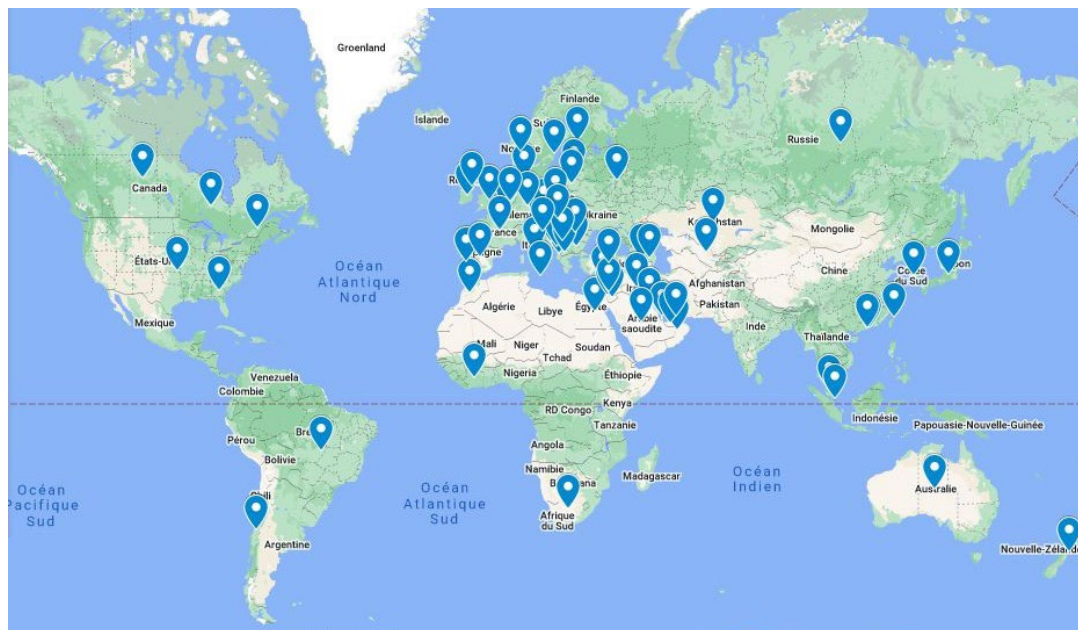 Groenland
Islande
Finlande
Russie
Canada
Ukraine
Kazakhstan
Mongolie
États-Unis
Océan
Atlantique
Nord
Chine
Corée
du Sud
Japon
Afghanistan
Pakistan
Algérie
Libye
Égypte
Arabie
saoudite
Inde
Mexique
Mali
Niger
Tchad
Soudan
Thaïlande
Nigeria
Éthiopie
Venezuela
Colombie
Kenya
RD Congo
Tanzanie
Indonésie
Papouasie-Nouvelle-Guinée
Pérou
Bolivie
Angola
Namibie
Madagascar
Océan
Indien
Océan
Pacifique
Sud
Océan
Atlantique
Sud
Chili
Argentine
Afrique
du Sud
Australie
Nouvelle-Zélande